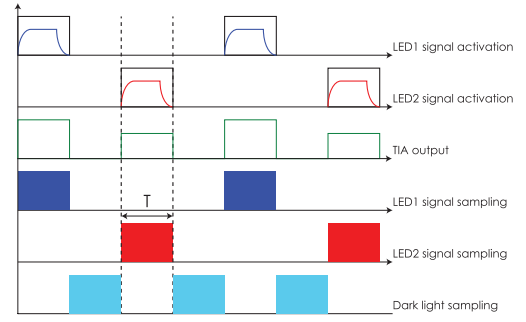 LED1 signal activation
LED2 signal activation
TIA output
LED1 signal sampling
T
LED2 signal sampling
Dark light sampling